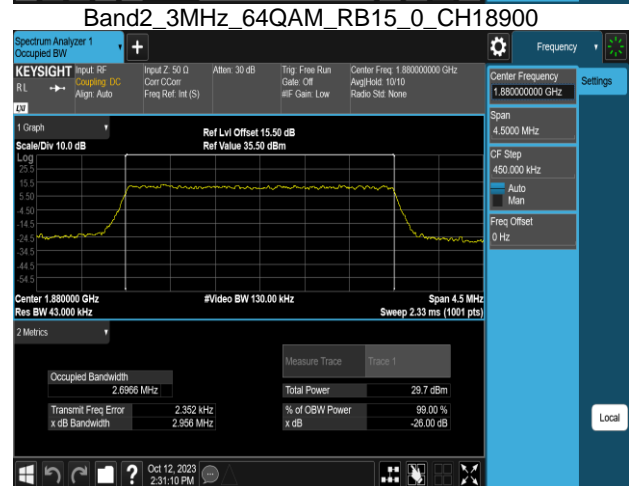 Band2_3MHz_64QAM_RB15_0_CH18900
Spectrum Analyzer 1
Occupied BW
+
Frequency
KEYSIGHT
RL
LXI
Input: RF
Coupling: DC
Align: Auto
Input Z: 50 Ω
Corr CCorr
Freq Ref: Int (S)
Atten: 30 dB
Trig: Free Run
Gate: Off
#IF Gain: Low
Center Freq: 1.880000000 GHz
Avg|Hold: 10/10
Radio Std: None
Center Frequency
1.880000000 GHz
Settings
Span
4.5000 MHz
CF Step
450.000 kHz
Auto
Man
Freq Offset
0 Hz
Local
1 Graph
Scale/Div 10.0 dB
Ref Lvl Offset 15.50 dB
Ref Value 35.50 dBm
Log
25.5
15.5
5.50
-4.50
-14.5
-24.5
-34.5
-44.5
-54.5
Center 1.880000 GHz
#Video BW 130.00 kHz
Span 4.5 MHz
Res BW 43.000 kHz
Sweep 2.33 ms (1001 pts)
2 Metrics
Measure Trace
Trace 1
Occupied Bandwidth
2.6966 MHz
Total Power
29.7 dBm
Transmit Freq Error
2.352 kHz
% of OBW Power
99.00 %
x dB Bandwidth
2.956 MHz
x dB
-26.00 dB
?
Oct 12, 2023
2:31:10 PM